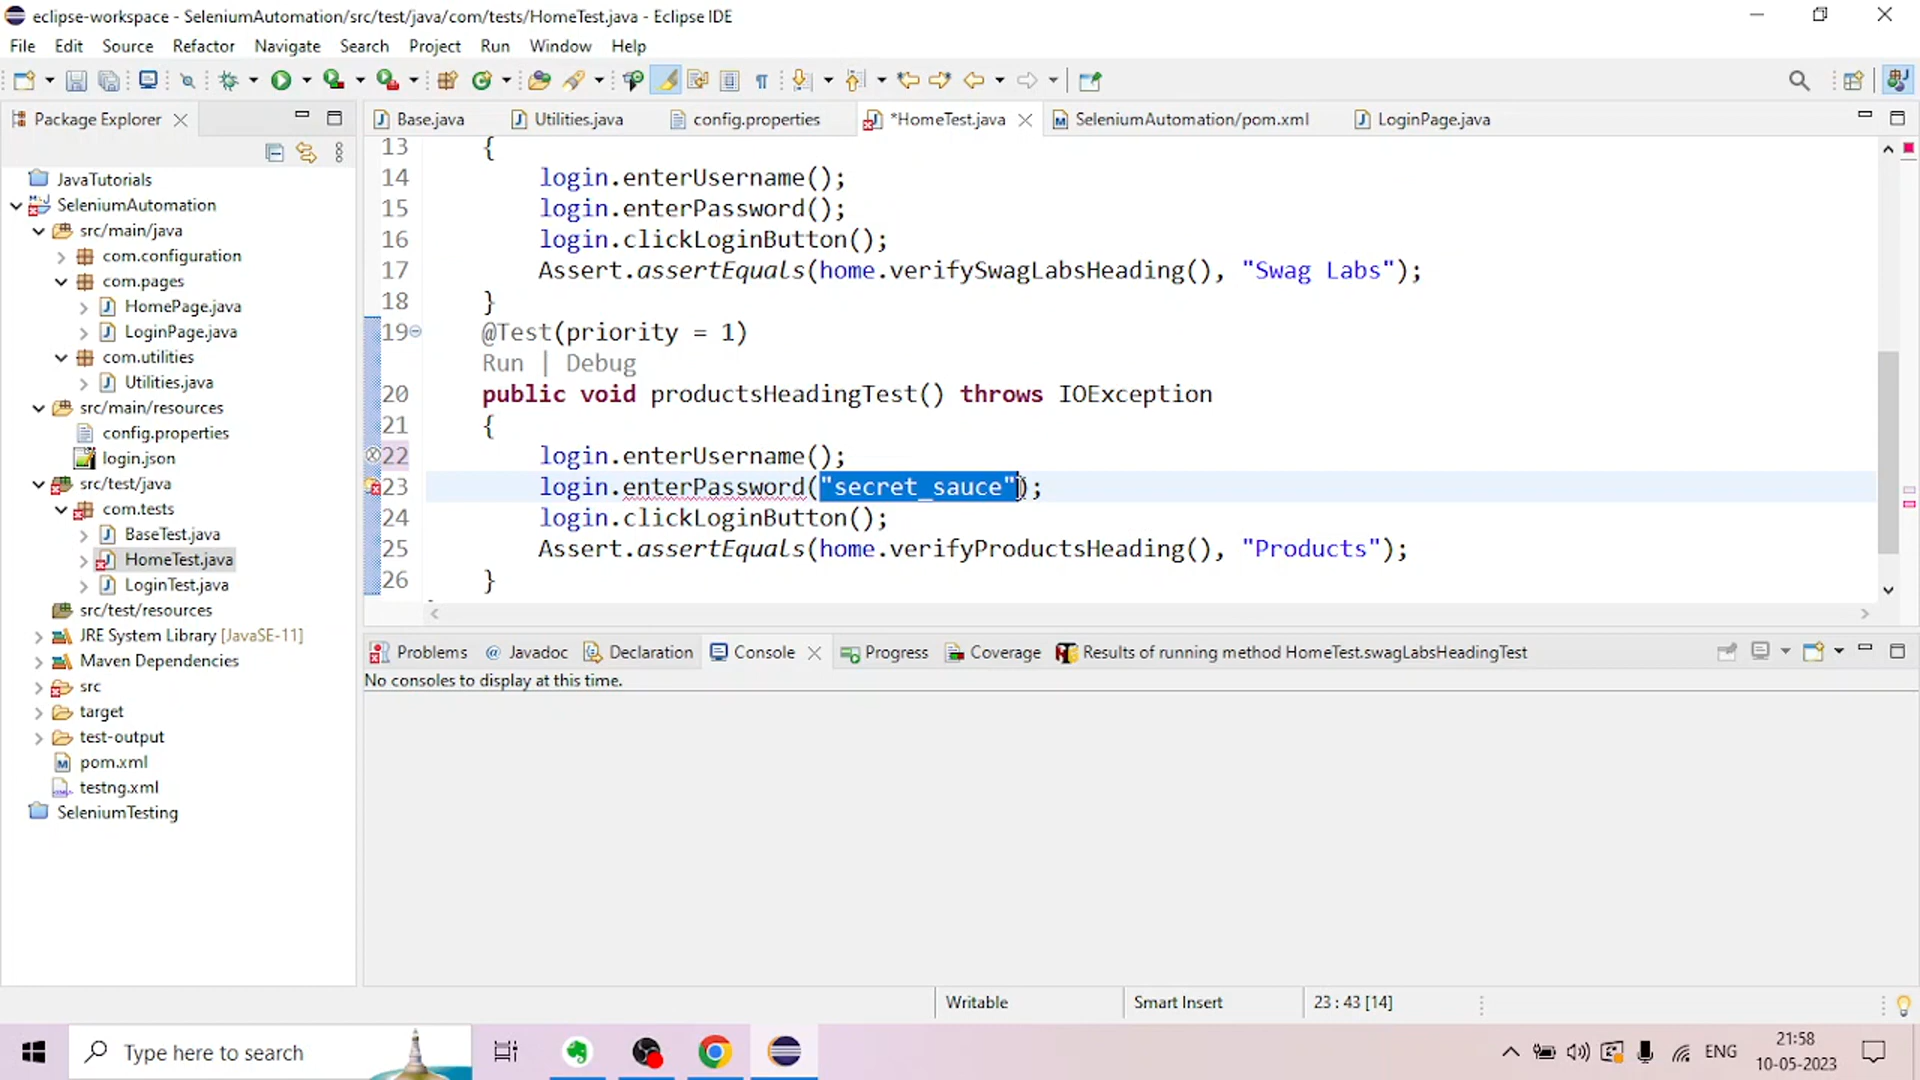 eclipse-workspace - SeleniumAutomation/src/test/java/com/tests/HomeTest.java - Eclipse IDE
File Edit Source Refactor Navigate Search Project Run Window Help
Package Explorer
JavaTutorials
SeleniumAutomation
src/main/java
com.configuration
com.pages
HomePage.java
LoginPage.java
com.utilities
Utilities.java
src/main/resources
config.properties
login.json
src/test/java
com.tests
BaseTest.java
HomeTest.java
LoginTest.java
src/test/resources
JRE System Library [JavaSE-11]
Maven Dependencies
src
target
test-output
pom.xml
testng.xml
SeleniumTesting
Base.java Utilities.java config.properties *HomeTest.java SeleniumAutomation/pom.xml LoginPage.java
13 {
14 login.enterUsername();
15 login.enterPassword();
16 login.clickLoginButton();
17 Assert.assertEquals(home.verifySwagLabsHeading(), "Swag Labs");
18 }
19 @Test(priority = 1)
Run | Debug
20 public void productsHeadingTest() throws IOException
21 {
22 login.enterUsername();
23 login.enterPassword("secret_sauce");
24 login.clickLoginButton();
25 Assert.assertEquals(home.verifyProductsHeading(), "Products");
26 }
Problems Javadoc Declaration Console Progress Coverage Results of running method HomeTest.swagLabsHeadingTest
No consoles to display at this time.
Writable Smart Insert 23 : 43 [14]
Type here to search
ENG
21:58
10-05-2023